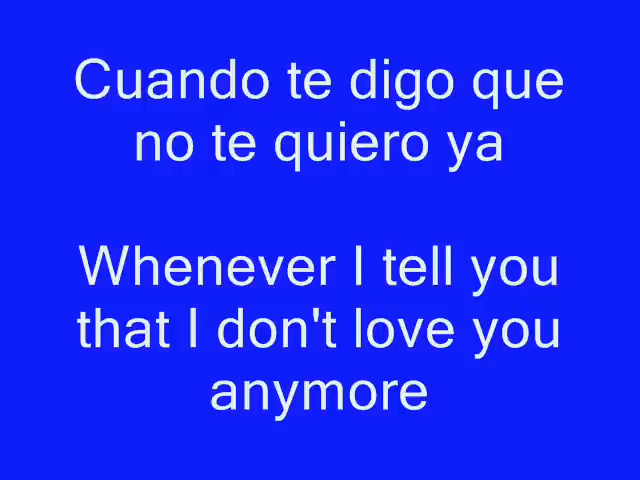 Cuando te digo que
no te quiero ya
Whenever I tell you
that I don't love you
anymore